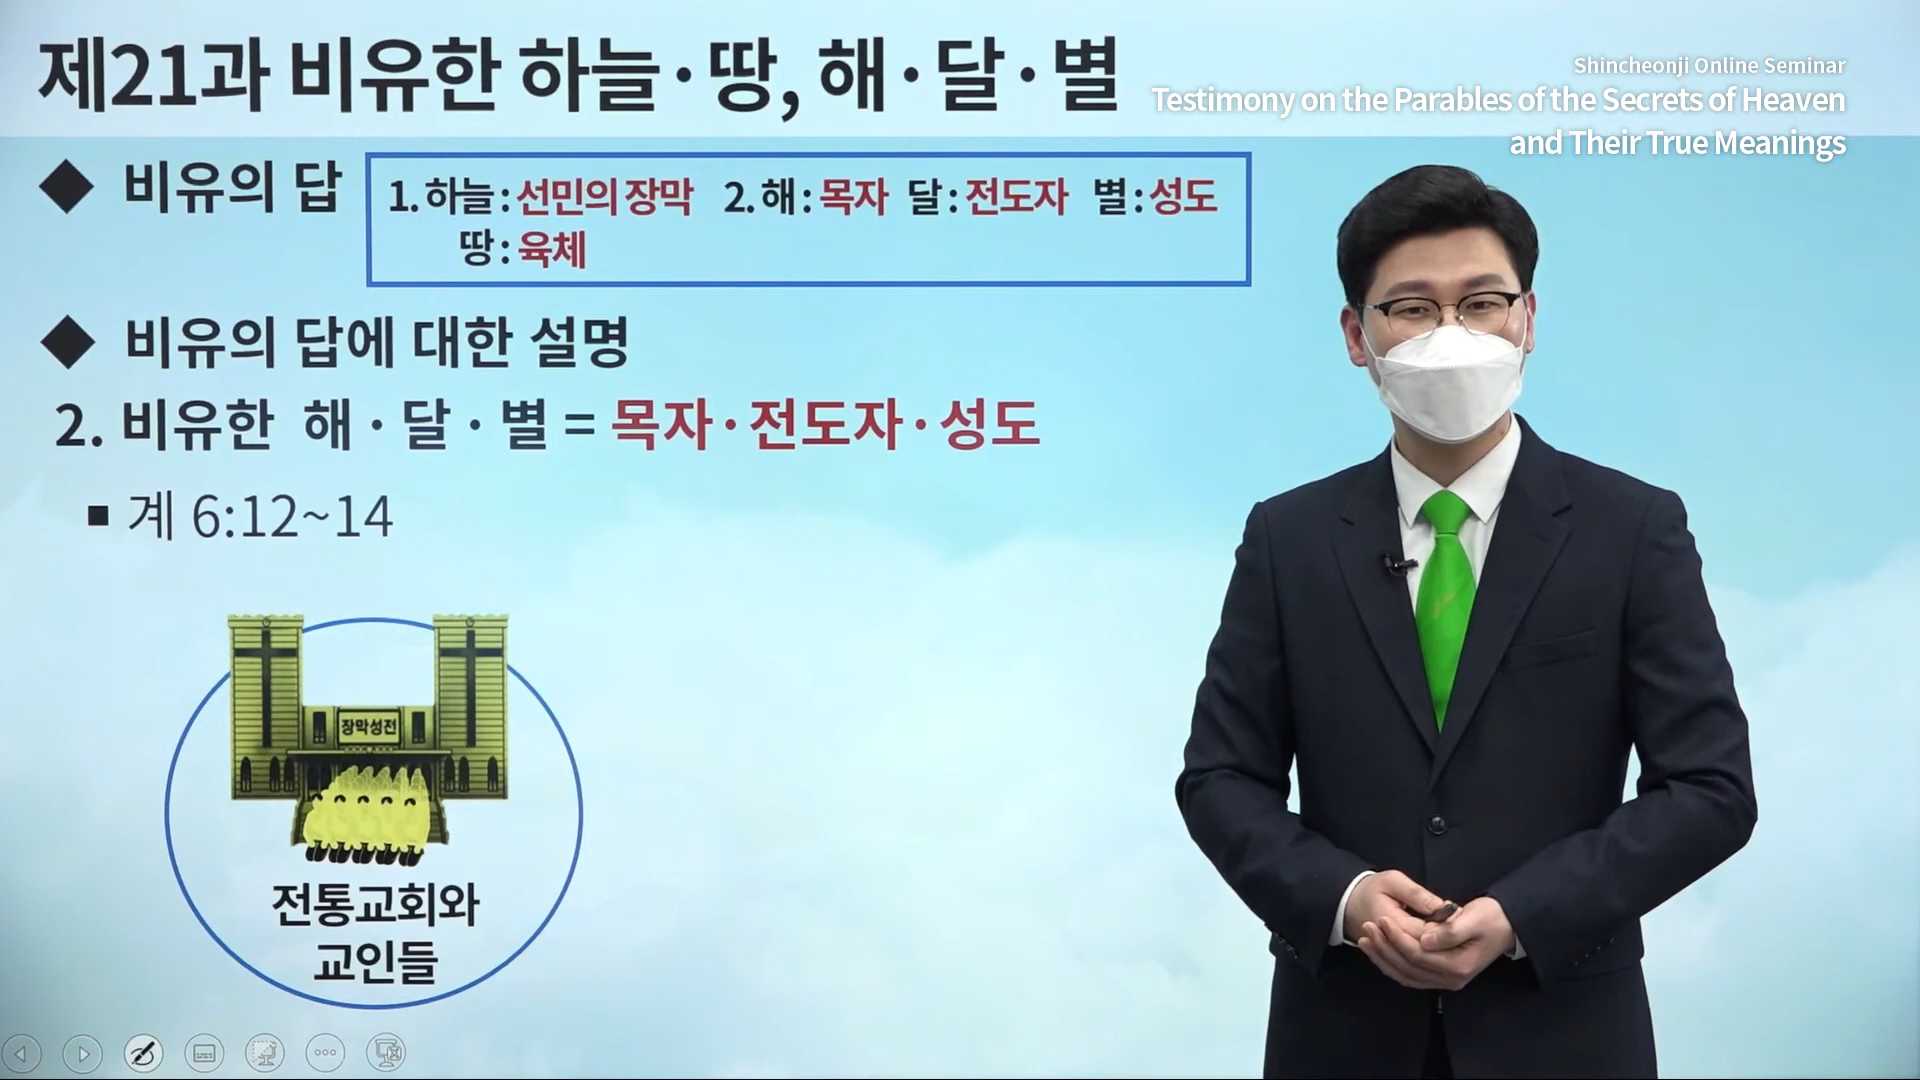 제21과 비유한 하늘·땅, 해·달·별
Shincheonji Online Seminar
Testimony on the Parables of the Secrets of Heaven
and Their True Meanings
◆ 비유의 답
1. 하늘 : 선민의 장막 2. 해 : 목자 달 : 전도자 별 : 성도
땅 : 육체
◆ 비유의 답에 대한 설명
2. 비유한 해 · 달 · 별 = 목자·전도자·성도
▪ 계 6:12~14
장막성전
전통교회와
교인들